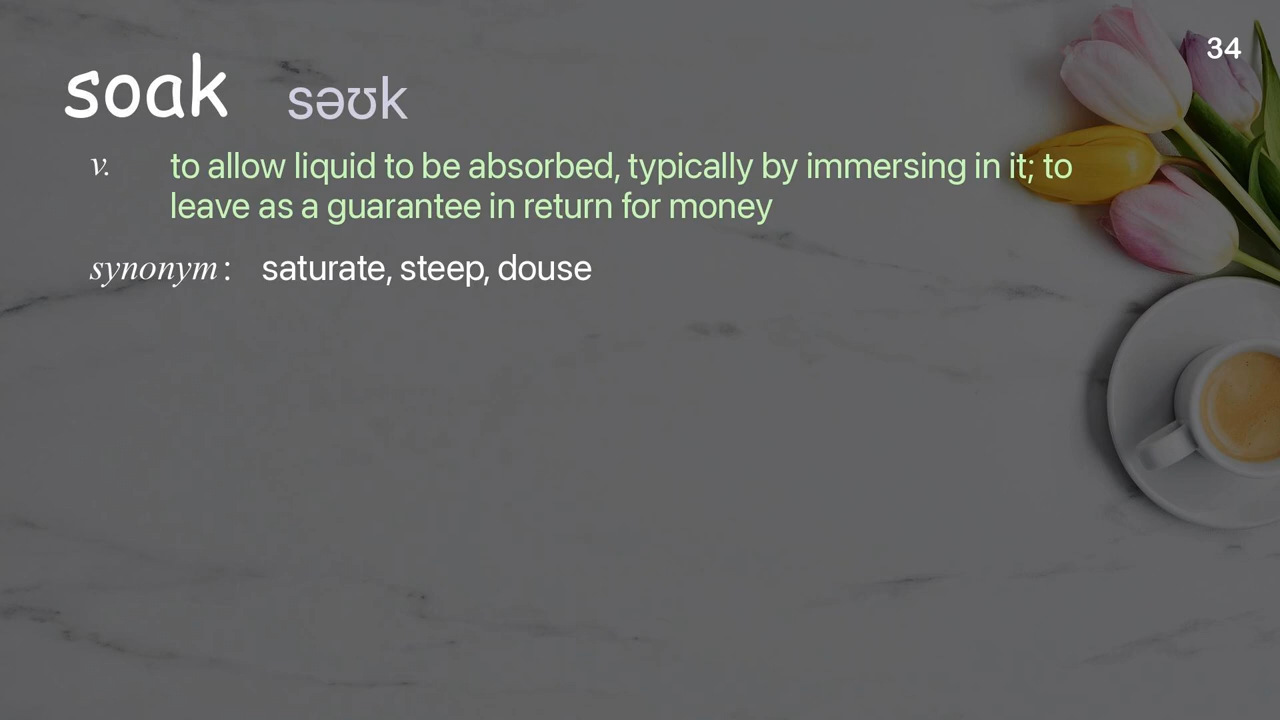 34
soak səʊk
v. to allow liquid to be absorbed, typically by immersing in it; to
leave as a guarantee in return for money
synonym: saturate, steep, douse